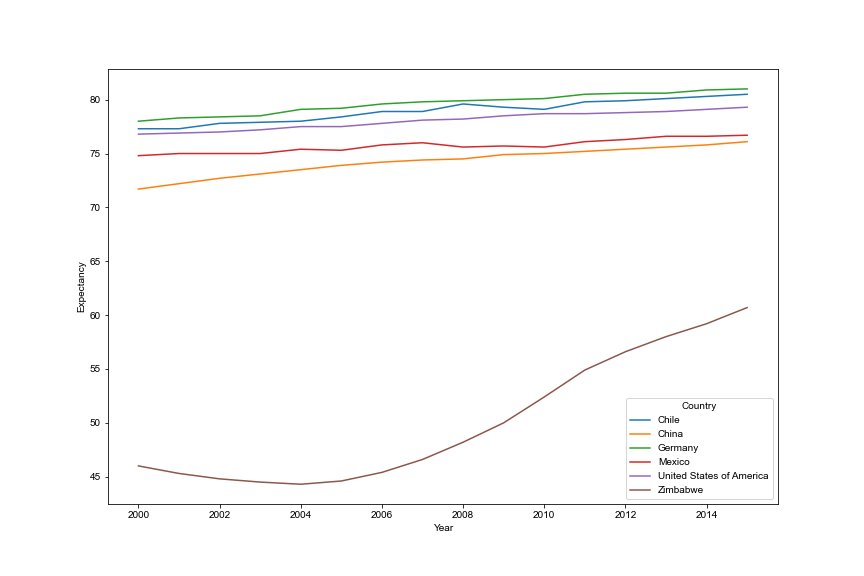 80
75
70
65
60
55
50
45
Expectancy
2000 2002 2004 2006 2008 2010 2012 2014
Year
Country
Chile
China
Germany
Mexico
United States of America
Zimbabwe